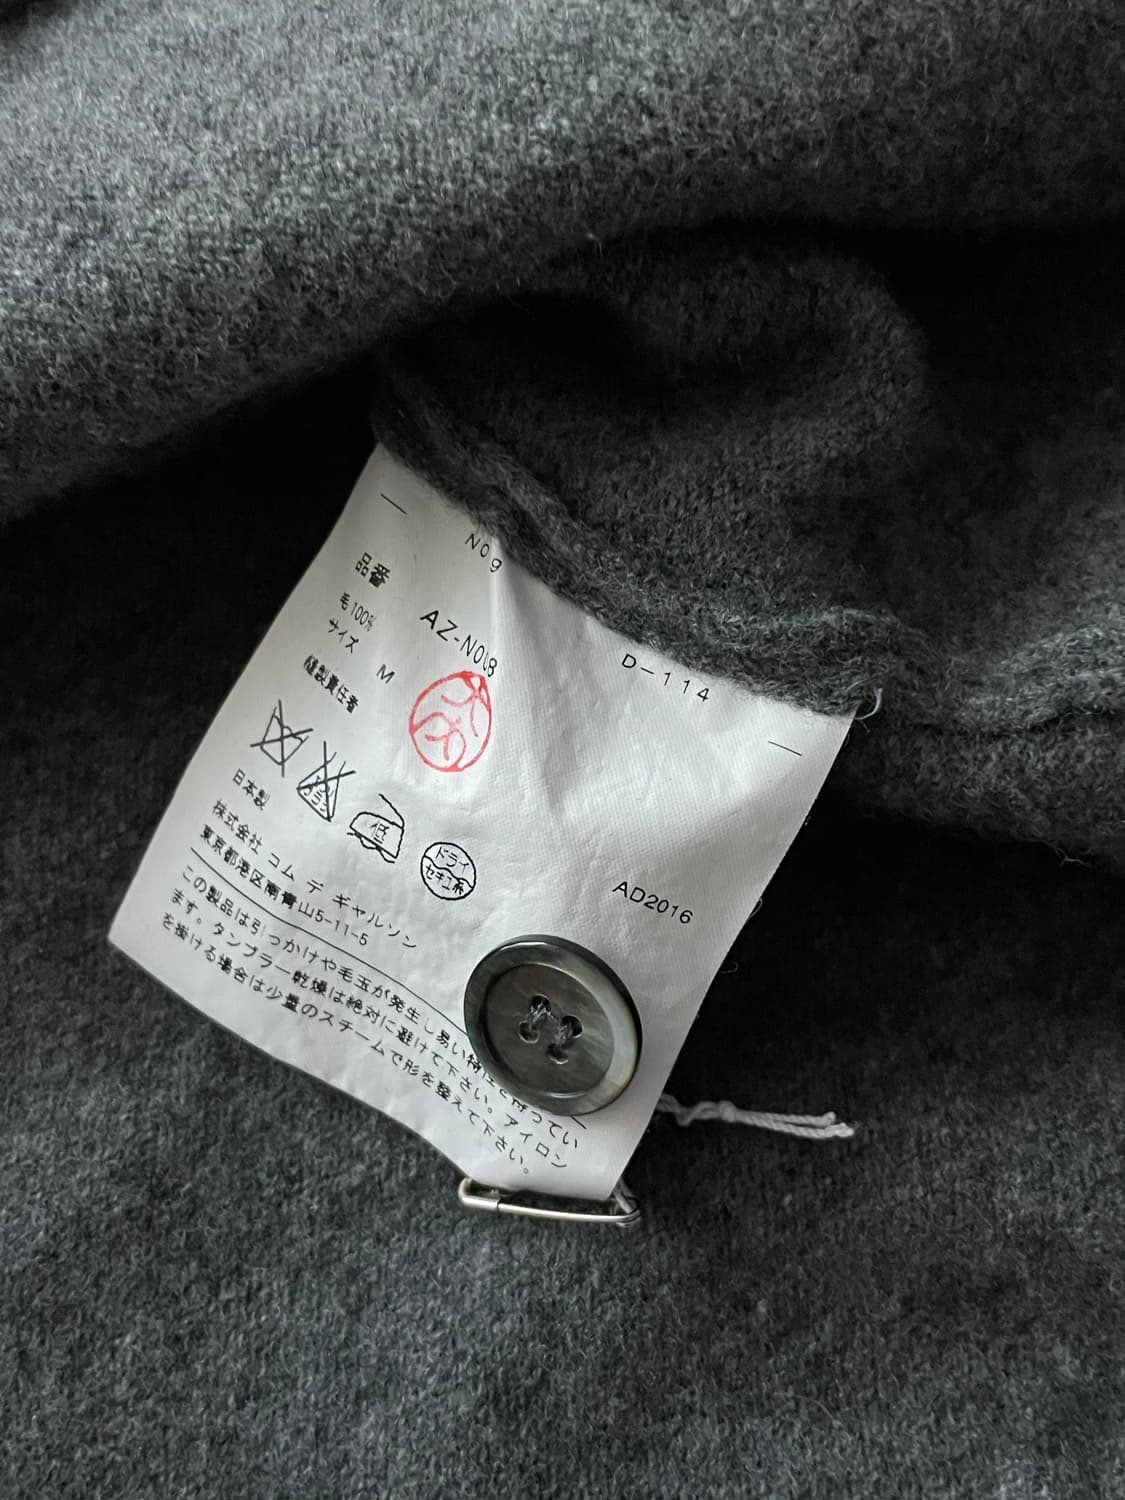 N09
D-114
品番 AZ-N008
毛100%
サイズ M
縫製責任者
エンソ
サラシ
低
ドライ
セキユ系
日本製
株式会社 コム デ ギャルソン
東京都港区南青山5-11-5
AD2016
この製品は引っかけや毛玉が発生し易い特性を持ってい
ます。タンブラー乾燥は絶対に避けて下さい。アイロン
を掛ける場合は少量のスチームで形を整えて下さい。